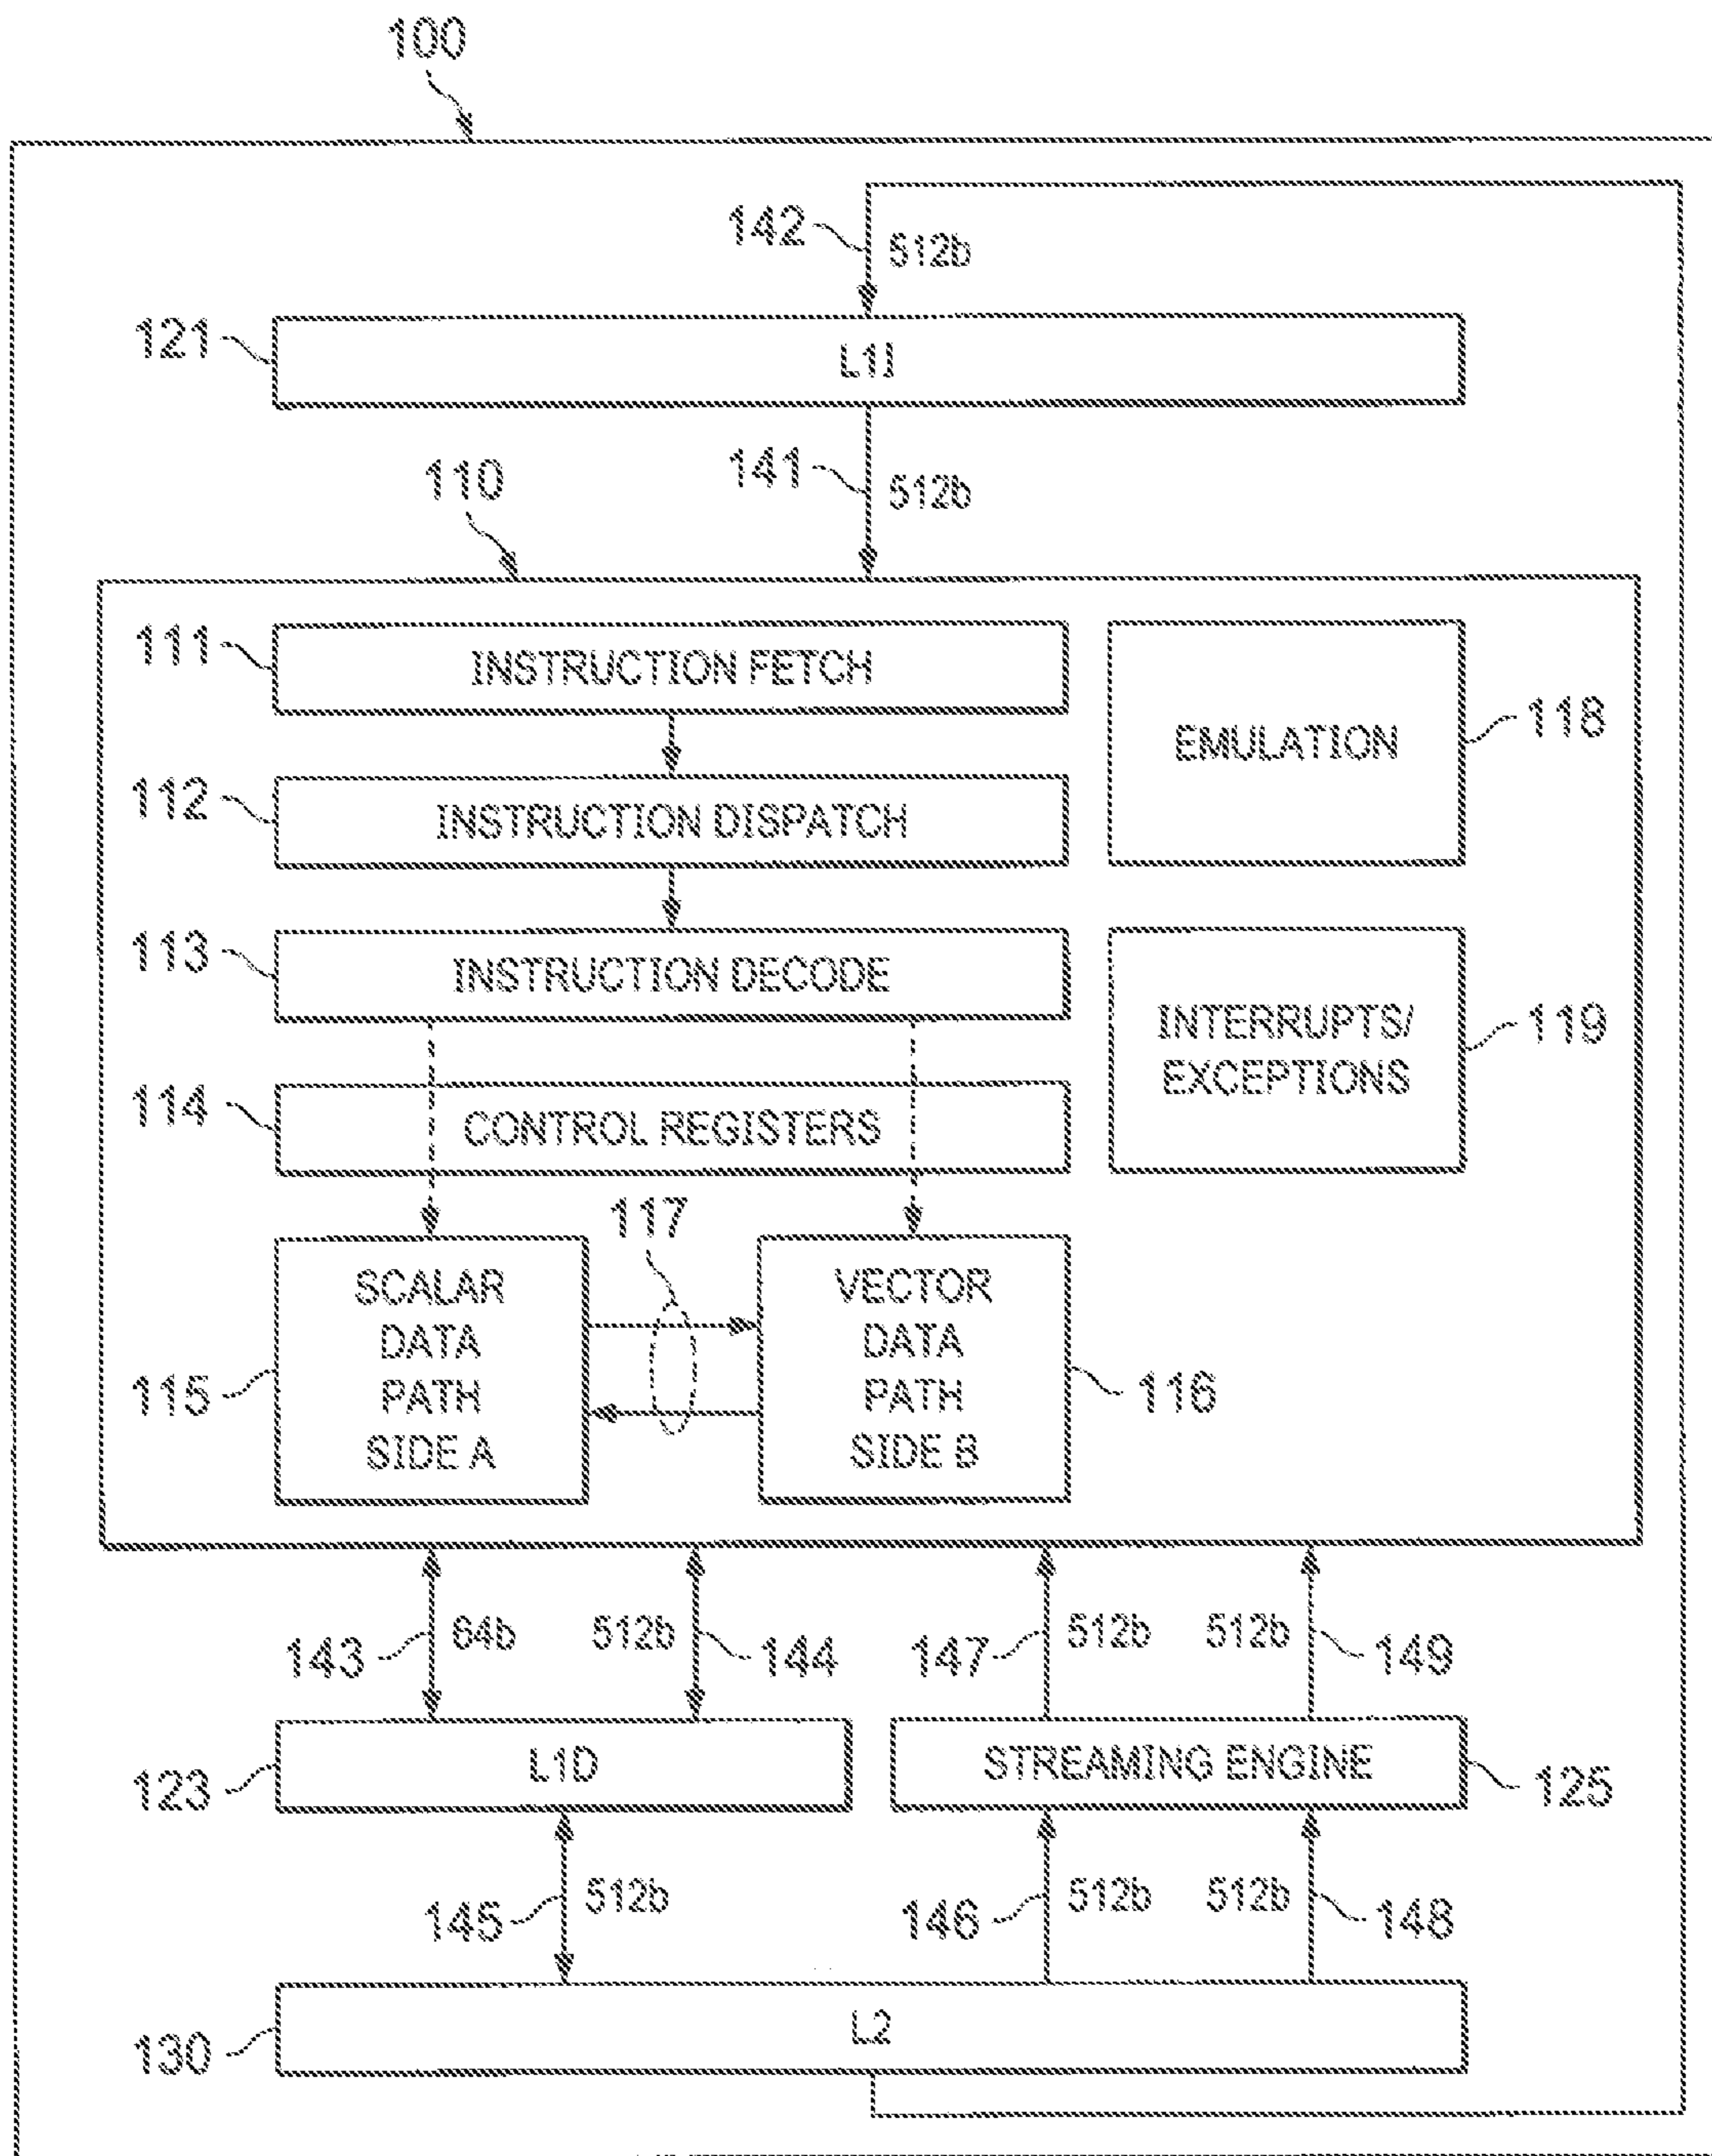 100
142
512b
121
L1I
141
512b
110
111
INSTRUCTION FETCH
118
EMULATION
112
INSTRUCTION DISPATCH
113
INSTRUCTION DECODE
119
INTERRUPTS/
EXCEPTIONS
114
CONTROL REGISTERS
117
115
SCALAR
DATA
PATH
SIDE A
VECTOR
DATA
PATH
SIDE B
116
143
64b
512b
144
147
512b
512b
149
123
L1D
STREAMING ENGINE
125
145
512b
146
512b
512b
148
130
L2